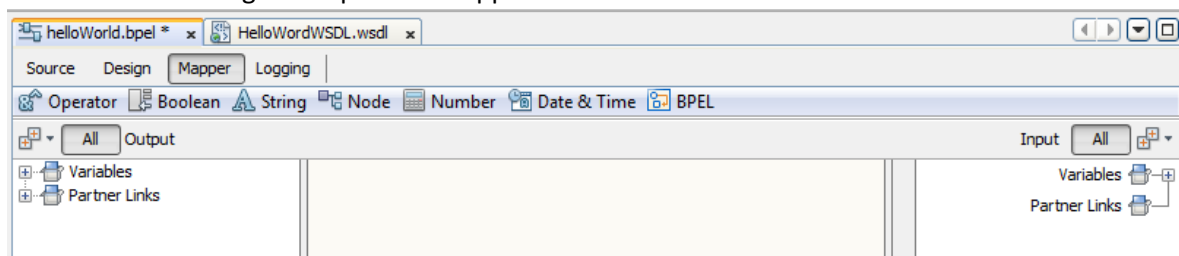 helloWorld.bpel * x HelloWordWSDL.wsdl x
Source Design Mapper Logging
Operator Boolean String Node Number Date & Time BPEL
All Output Input All
Variables Variables
Partner Links Partner Links